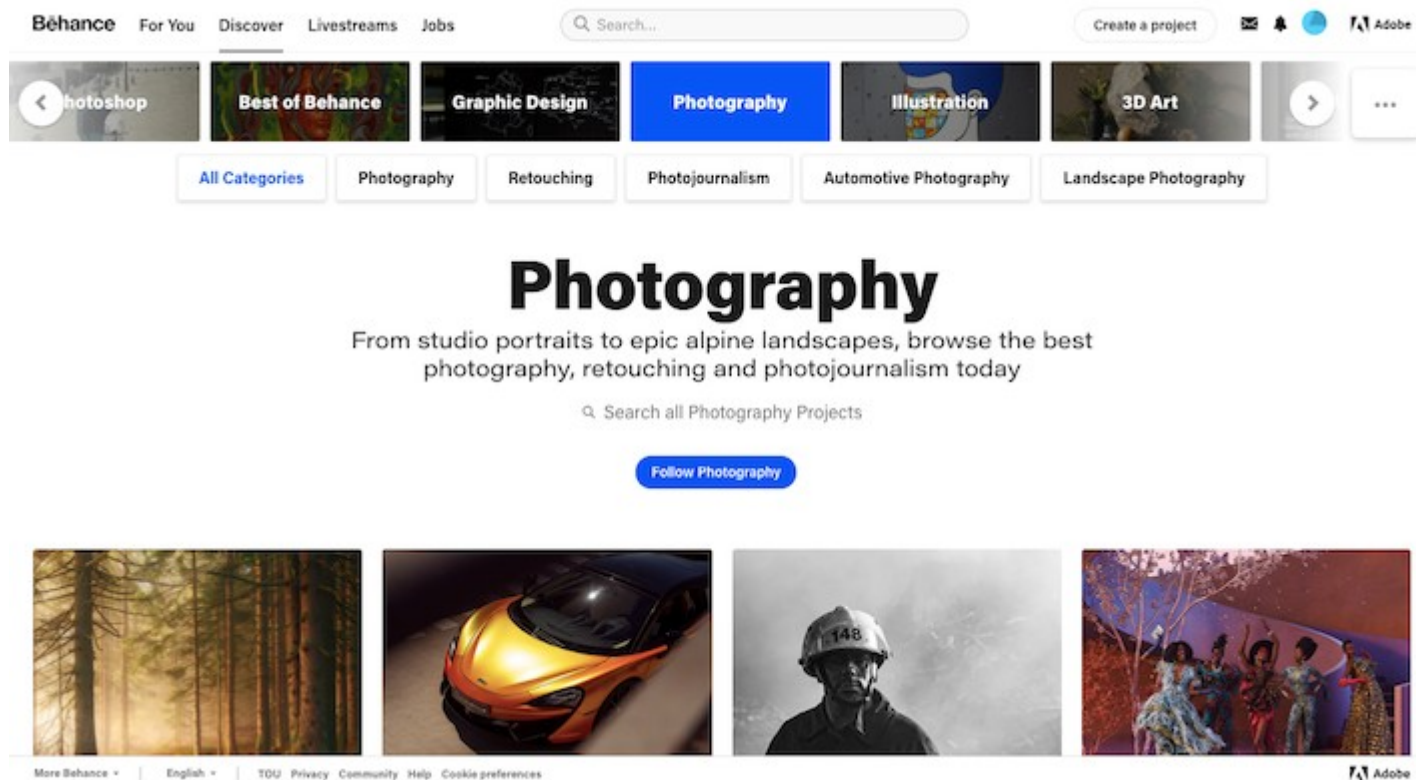 Bēhance For You Discover Livestreams Jobs Search... Create a project Adobe
hotoshop Best of Behance Graphic Design Photography Illustration 3D Art ...
All Categories Photography Retouching Photojournalism Automotive Photography Landscape Photography
Photography
From studio portraits to epic alpine landscapes, browse the best
photography, retouching and photojournalism today
Search all Photography Projects
Follow Photography
148
More Behance English TOU Privacy Community Help Cookie preferences Adobe